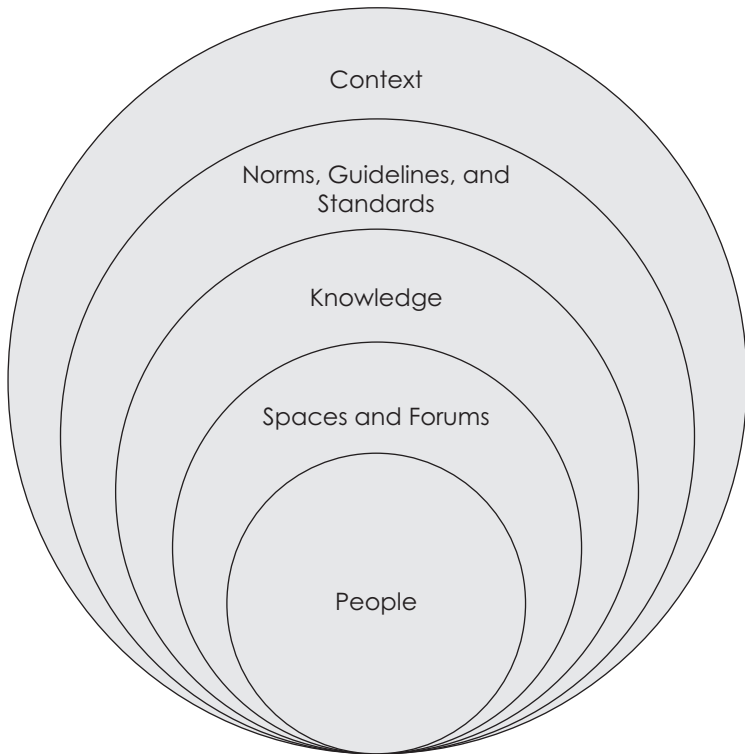 Context
Norms, Guidelines, and
Standards
Knowledge
Spaces and Forums
People